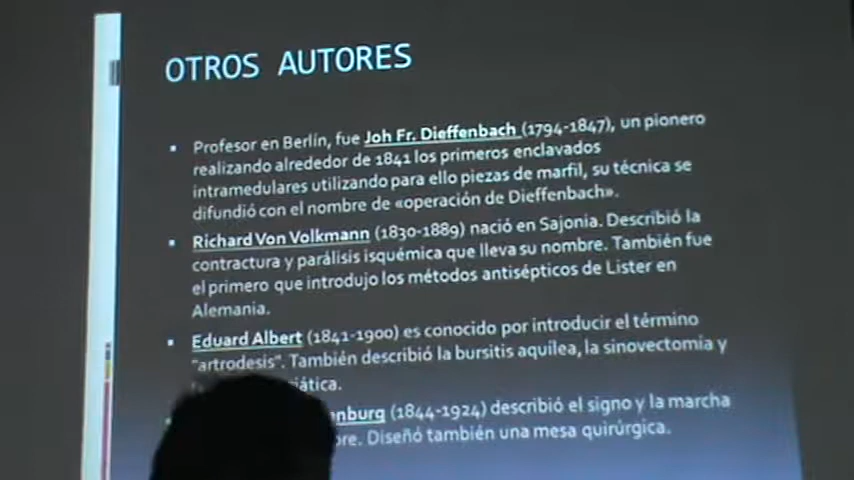 OTROS AUTORES
Profesor en Berlín, fue Joh Fr. Dieffenbach (1794-1847), un pionero
realizando alrededor de 1841 los primeros enclavados
intramedulares utilizando para ello piezas de marfil, su técnica se
difundió con el nombre de «operación de Dieffenbach».
Richard Von Volkmann (1830-1889) nació en Sajonia. Describió la
contractura y parálisis isquémica que lleva su nombre. También fue
el primero que introdujo los métodos antisépticos de Lister en
Alemania.
Eduard Albert (1841-1900) es conocido por introducir el término
"artrodesis". También describió la bursitis aquílea, la sinovectomía y
(1844-1924) describió el signo y la marcha
Diseñó también una mesa quirúrgica.